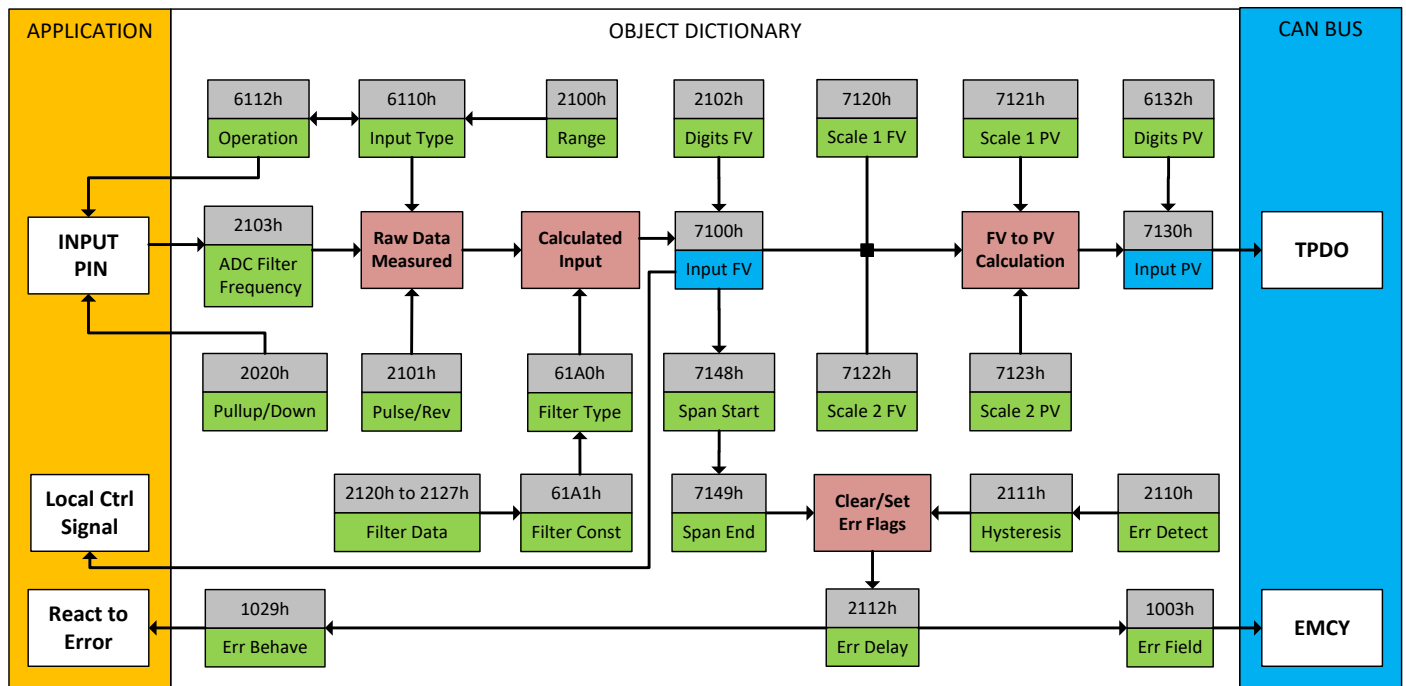 APPLICATION
OBJECT DICTIONARY
CAN BUS
6112h
Operation
6110h
Input Type
2100h
Range
2102h
Digits FV
7120h
Scale 1 FV
7121h
Scale 1 PV
6132h
Digits PV
INPUT
PIN
2103h
ADC Filter
Frequency
Raw Data
Measured
Calculated
Input
7100h
Input FV
FV to PV
Calculation
7130h
Input PV
TPDO
2020h
Pullup/Down
2101h
Pulse/Rev
61A0h
Filter Type
7148h
Span Start
7122h
Scale 2 FV
7123h
Scale 2 PV
Local Ctrl
Signal
2120h to 2127h
Filter Data
61A1h
Filter Const
7149h
Span End
Clear/Set
Err Flags
2111h
Hysteresis
2110h
Err Detect
React to
Error
1029h
Err Behave
2112h
Err Delay
1003h
Err Field
EMCY